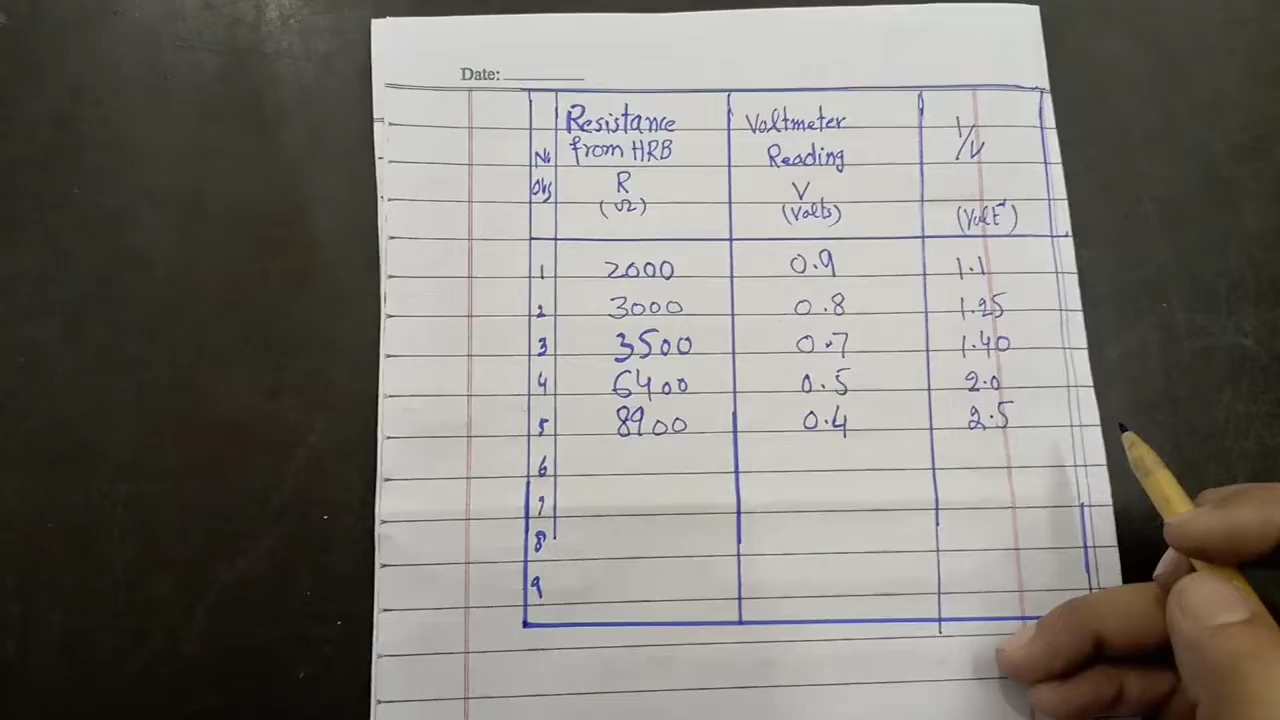 Date:
Resistance from HRB R (Ω)
Voltmeter Reading V (Volts)
1/V (Volt⁻¹)
No Obs
1 2000 0.9 1.1
2 3000 0.8 1.25
3 3500 0.7 1.40
4 6400 0.5 2.0
5 8900 0.4 2.5
6
7
8
9